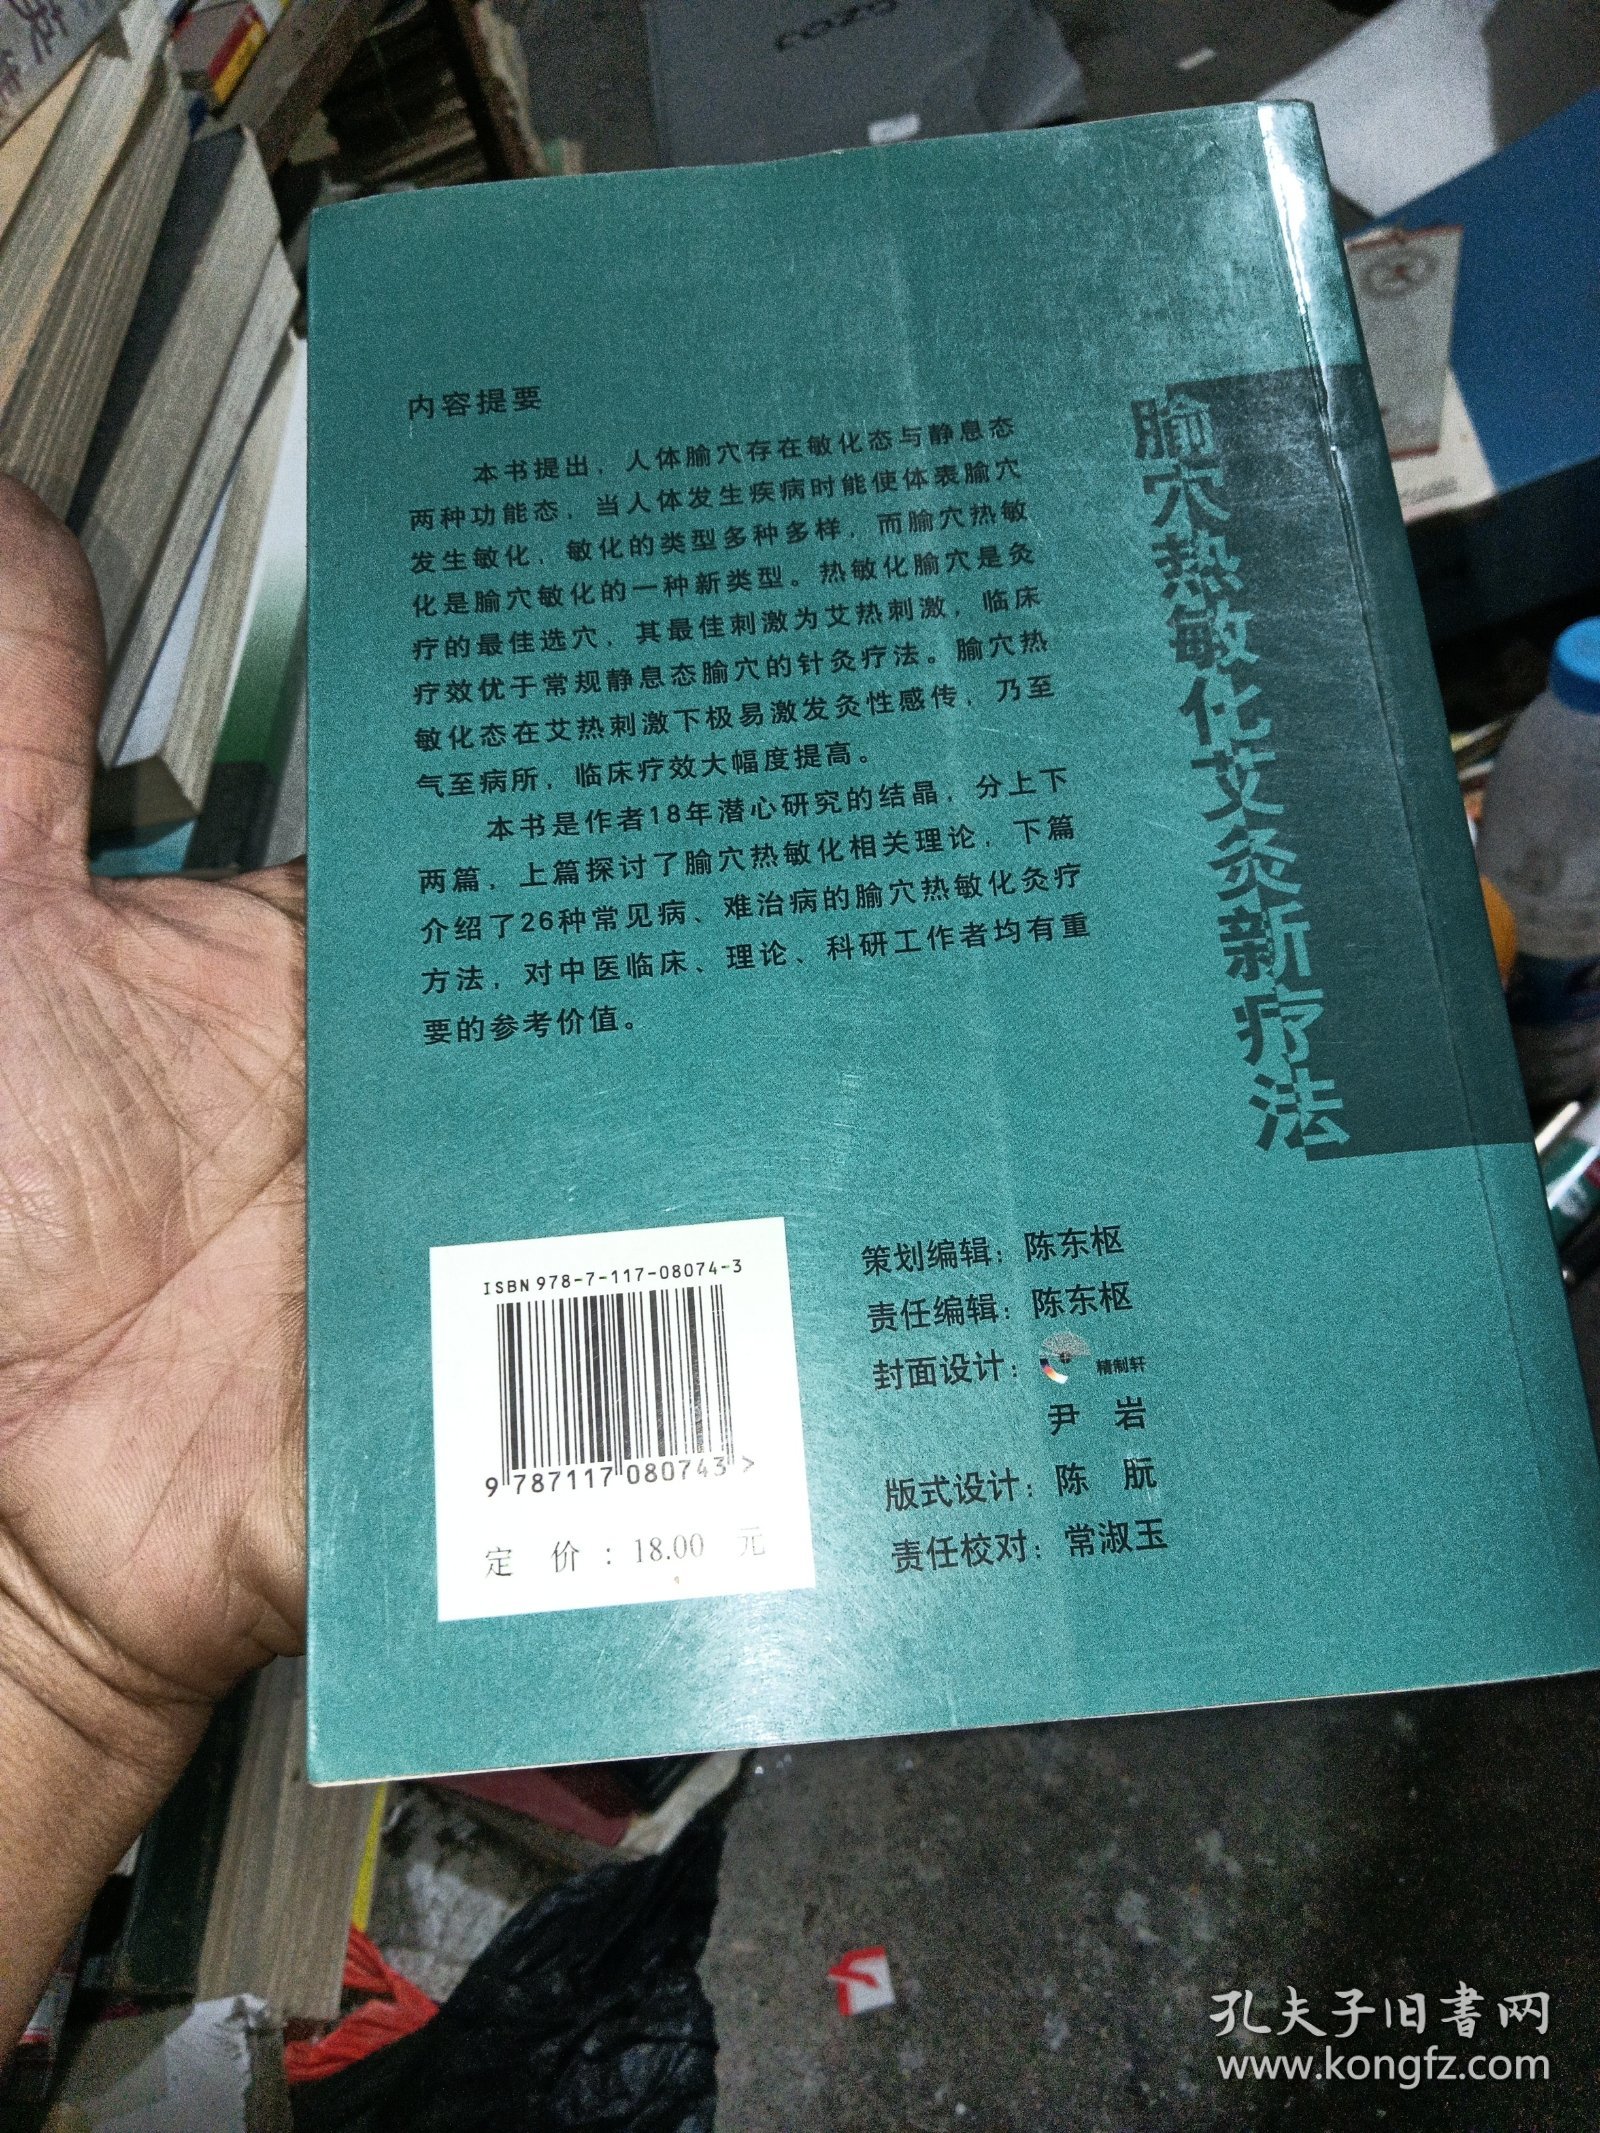 内容提要
本书提出，人体腧穴存在敏化态与静息态
两种功能态，当人体发生疾病时能使体表腧穴
发生敏化，敏化的类型多种多样，而腧穴热敏
化是腧穴敏化的一种新类型。热敏化腧穴是灸
疗的最佳选穴，其最佳刺激为艾热刺激，临床
疗效优于常规静息态腧穴的针灸疗法。腧穴热
敏化态在艾热刺激下极易激发灸性感传，乃至
气至病所，临床疗效大幅度提高。
本书是作者18年潜心研究的结晶，分上下
两篇，上篇探讨了腧穴热敏化相关理论，下篇
介绍了26种常见病、难治病的腧穴热敏化灸疗
方法，对中医临床、理论、科研工作者均有重
要的参考价值。
腧穴热敏化艾灸新疗法
ISBN 978-7-117-08074-3
9 787117 080743 >
定 价 : 18.00 元
策划编辑：陈东枢
责任编辑：陈东枢
封面设计： 精制轩
尹 岩
版式设计：陈 朊
责任校对：常淑玉
孔夫子旧書网
www.kongfz.com